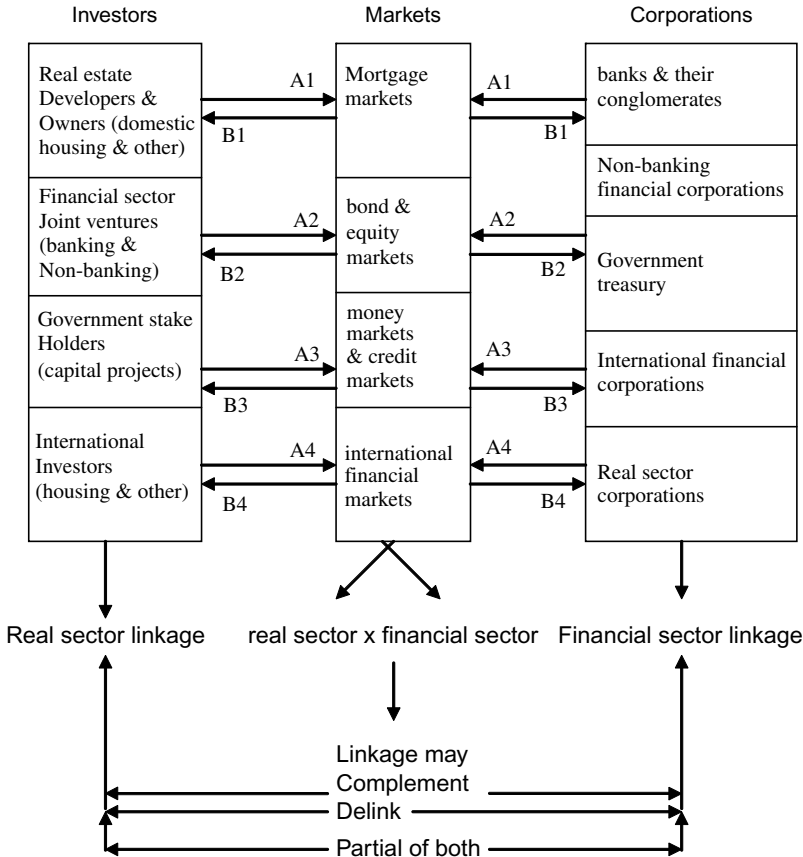 Investors
Markets
Corporations
Real estate
Developers &
Owners (domestic
housing & other)
A1
B1
Mortgage
markets
A1
B1
banks & their
conglomerates
Non-banking
financial corporations
Financial sector
Joint ventures
(banking &
Non-banking)
A2
B2
bond &
equity
markets
A2
B2
Government
treasury
Government stake
Holders
(capital projects)
A3
B3
money
markets
& credit
markets
A3
B3
International financial
corporations
International
Investors
(housing & other)
A4
B4
international
financial
markets
A4
B4
Real sector
corporations
Real sector linkage
real sector x financial sector
Financial sector linkage
Linkage may
Complement
Delink
Partial of both